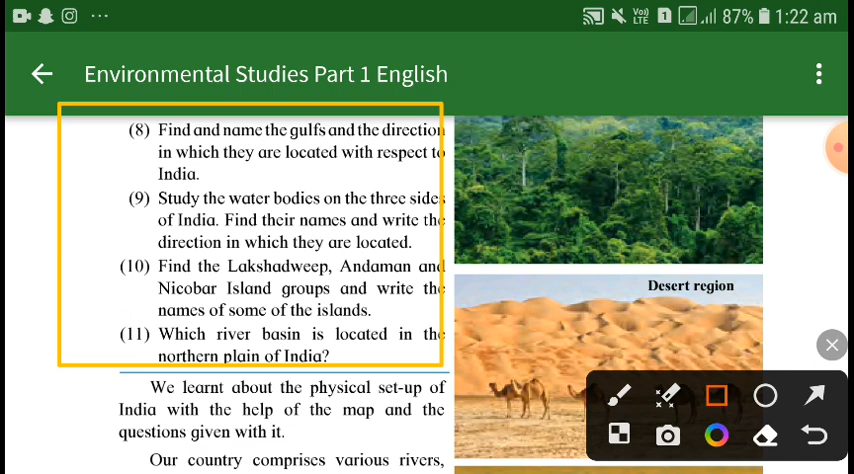 87% 1:22 am
Environmental Studies Part 1 English
(8) Find and name the gulfs and the direction
in which they are located with respect to
India.
(9) Study the water bodies on the three sides
of India. Find their names and write the
direction in which they are located.
(10) Find the Lakshadweep, Andaman and
Nicobar Island groups and write the
names of some of the islands.
(11) Which river basin is located in the
northern plain of India?
We learnt about the physical set-up of
India with the help of the map and the
questions given with it.
Our country comprises various rivers,
Desert region